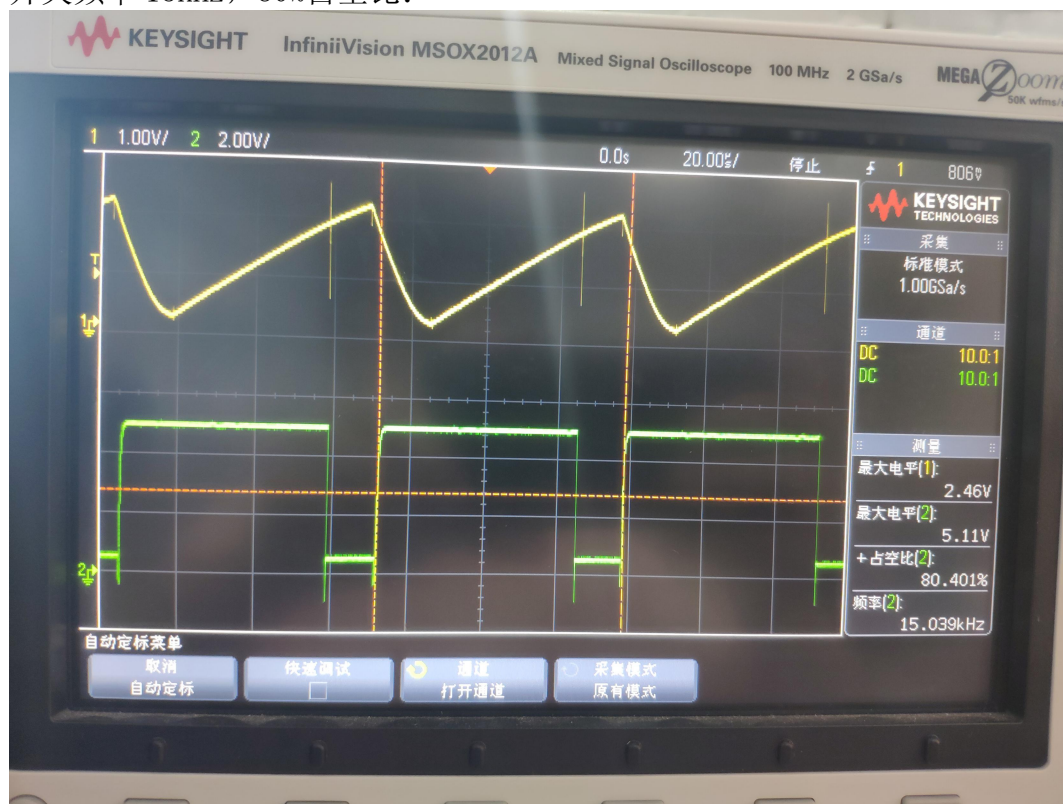 KEYSIGHT InfiniiVision MSOX2012A Mixed Signal Oscilloscope 100 MHz 2 GSa/s MEGA Zoom
50K wfms/s
1 1.00V/ 2 2.00V/ 0.0s 20.00㎲/ 停止 1 806
KEYSIGHT
TECHNOLOGIES
采集
标准模式
1.00GSa/s
通道
DC 10.0:1
DC 10.0:1
测量
最大电平(1):
2.46V
最大电平(2):
5.11V
+占空比(2):
80.401%
频率(2):
15.039kHz
T
1
2
自动定标菜单
取消
自动定标
快速调试
通道
打开通道
采集模式
原有模式